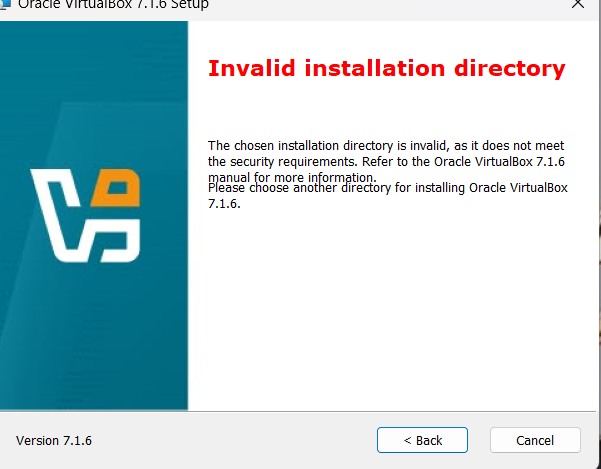 Oracle VirtualBox 7.1.6 Setup
Invalid installation directory
The chosen installation directory is invalid, as it does not meet
the security requirements. Refer to the Oracle VirtualBox 7.1.6
manual for more information.
Please choose another directory for installing Oracle VirtualBox
7.1.6.
Version 7.1.6
< Back
Cancel